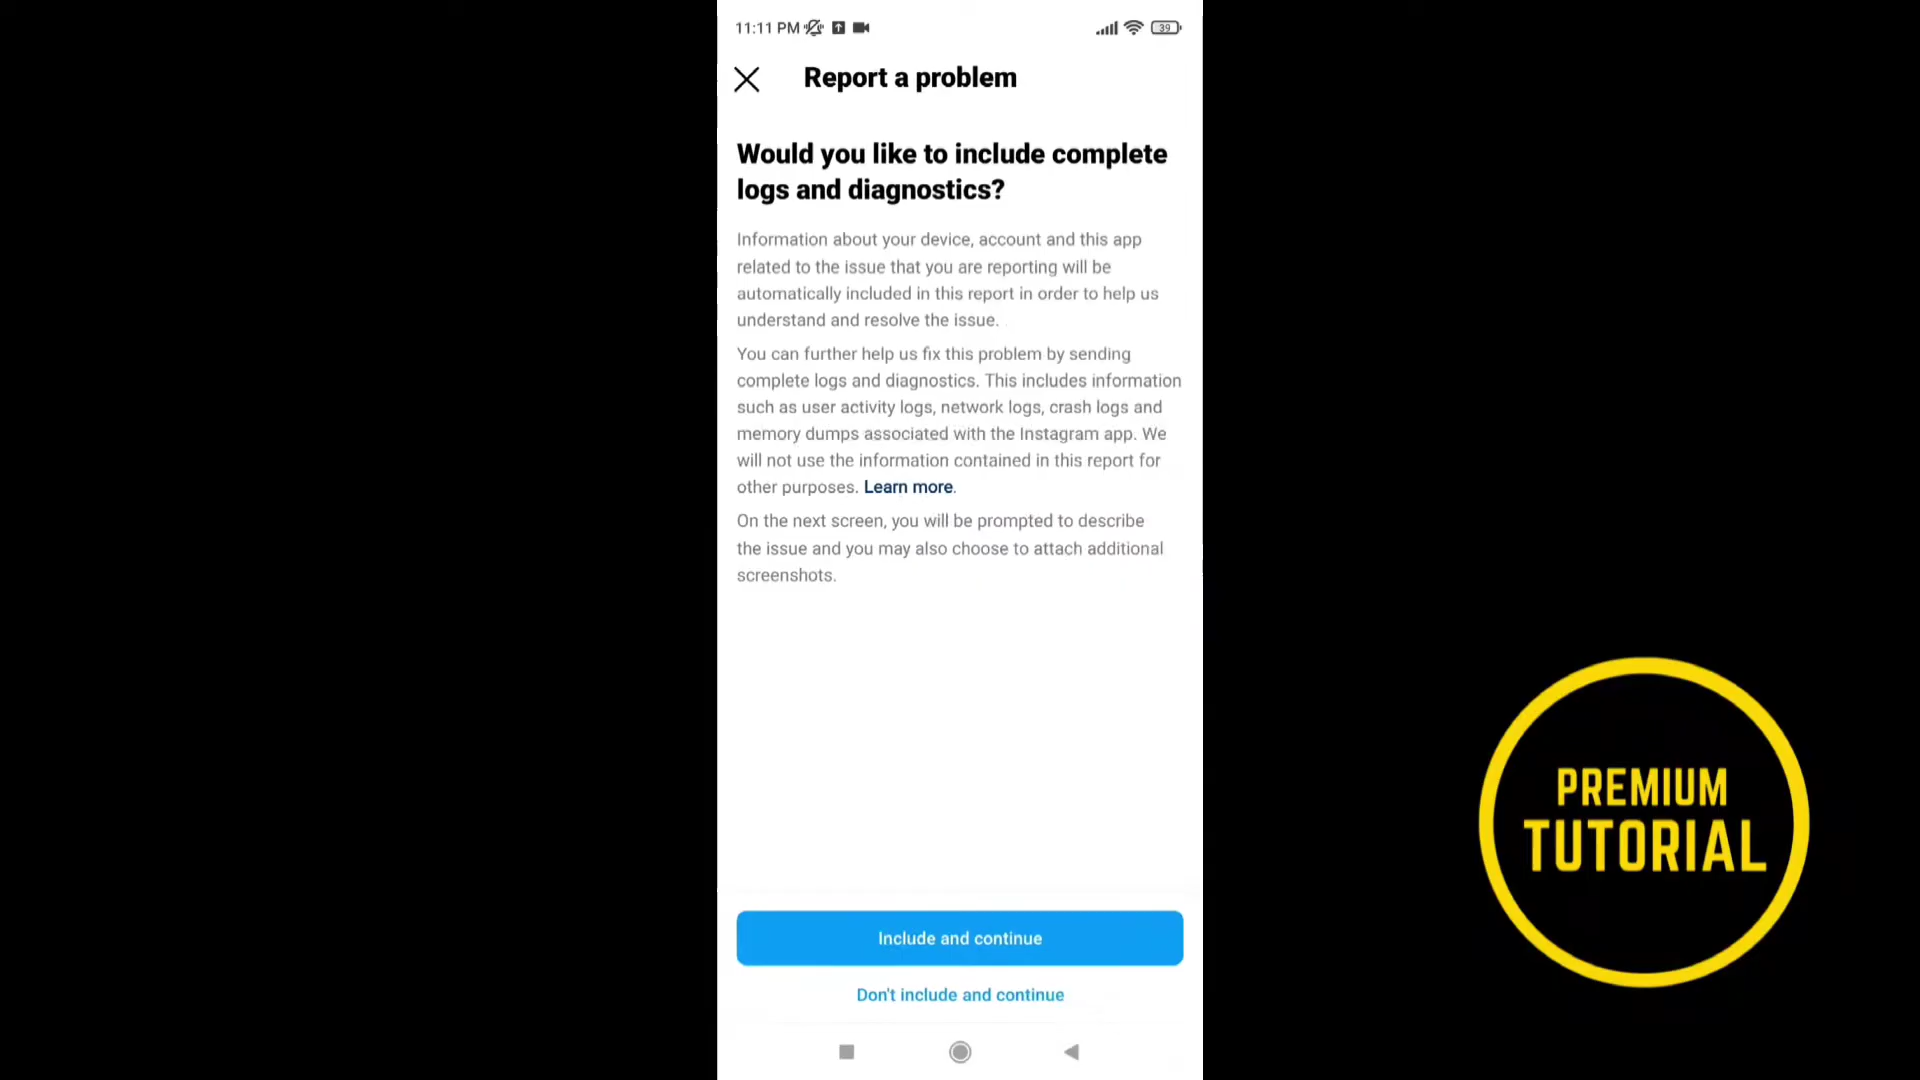 11:11 PM
39
Report a problem
Would you like to include complete
logs and diagnostics?
Information about your device, account and this app
related to the issue that you are reporting will be
automatically included in this report in order to help us
understand and resolve the issue.
You can further help us fix this problem by sending
complete logs and diagnostics. This includes information
such as user activity logs, network logs, crash logs and
memory dumps associated with the Instagram app. We
will not use the information contained in this report for
other purposes. Learn more.
On the next screen, you will be prompted to describe
the issue and you may also choose to attach additional
screenshots.
PREMIUM
TUTORIAL
Include and continue
Don't include and continue